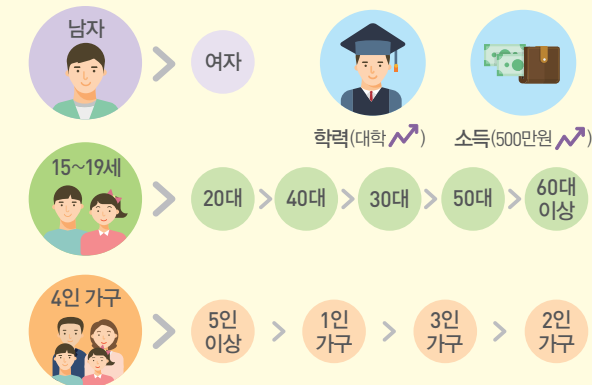 남자
여자
학력(대학 )
소득(500만원 )
15~19세
20대
40대
30대
50대
60대
이상
4인 가구
5인
이상
1인
가구
3인
가구
2인
가구